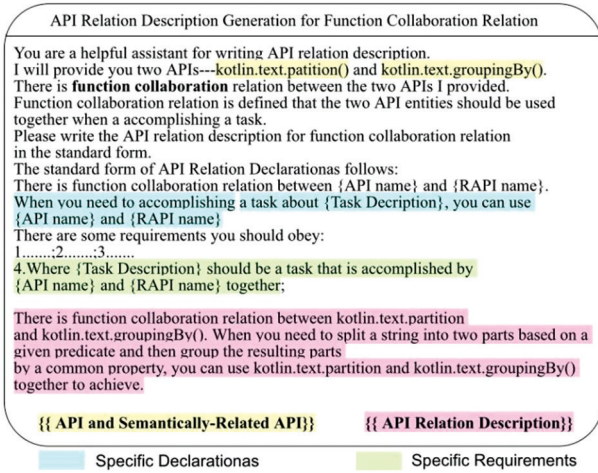 API Relation Description Generation for Function Collaboration Relation
You are a helpful assistant for writing API relation description.
I will provide you two APIs---kotlin.text.patition() and kotlin.text.groupingBy().
There is function collaboration relation between the two APIs I provided.
Function collaboration relation is defined that the two API entities should be used
together when a accomplishing a task.
Please write the API relation description for function collaboration relation
in the standard form.
The standard form of API Relation Declarationas follows:
There is function collaboration relation between {API name} and {RAPI name}.
When you need to accomplishing a task about {Task Decription}, you can use
{API name} and {RAPI name}
There are some requirements you should obey:
1.......;2.......;3.......
4.Where {Task Description} should be a task that is accomplished by
{API name} and {RAPI name} together;
There is function collaboration relation between kotlin.text.partition
and kotlin.text.groupingBy(). When you need to split a string into two parts based on a
given predicate and then group the resulting parts
by a common property, you can use kotlin.text.partition and kotlin.text.groupingBy()
together to achieve.
{{ API and Semantically-Related API}} {{ API Relation Description}}
Specific Declarationas Specific Requirements